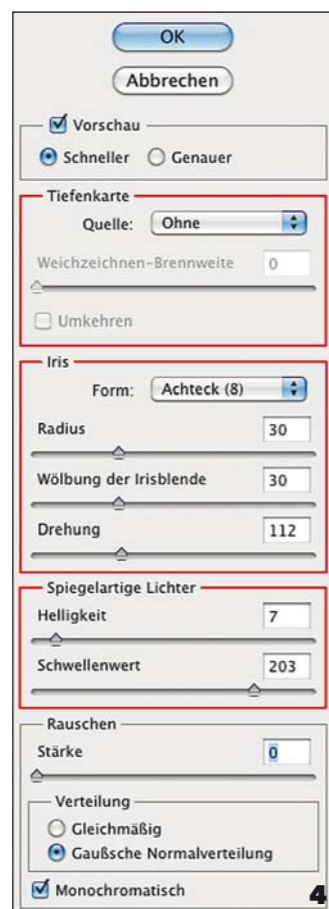 OK
Abbrechen
Vorschau
Schneller Genauer
Tiefenkarte
Quelle: Ohne
Weichzeichnen-Brennweite 0
Umkehren
Iris
Form: Achteck (8)
Radius 30
Wölbung der Irisblende 30
Drehung 112
Spiegelartige Lichter
Helligkeit 7
Schwellenwert 203
Rauschen
Stärke 0
Verteilung
Gleichmäßig
Gaußsche Normalverteilung
Monochromatisch 4